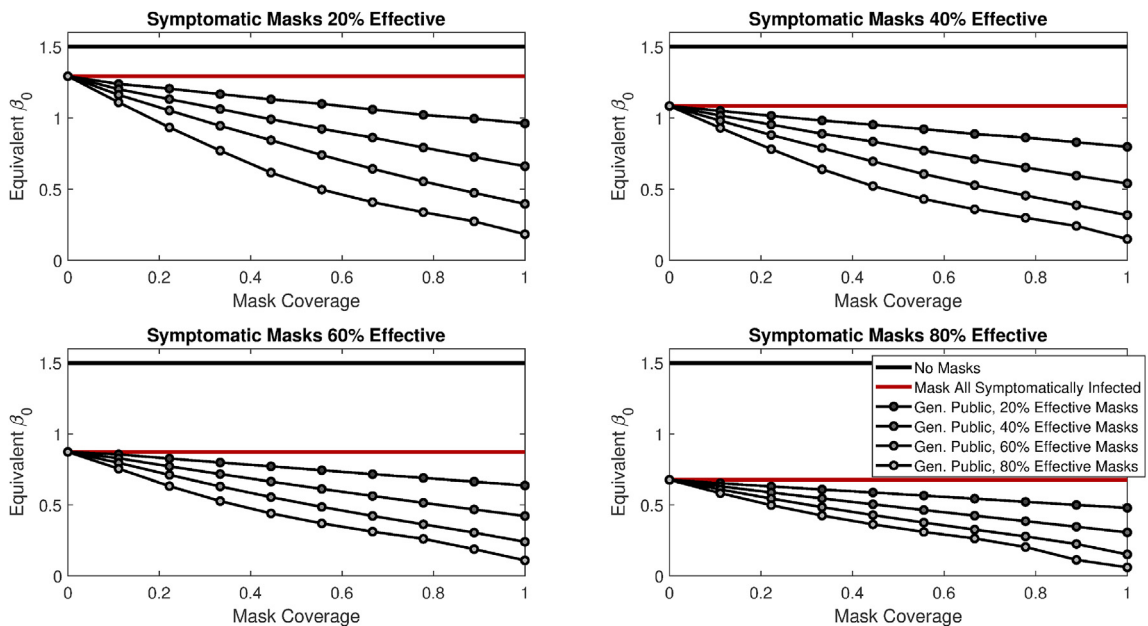 Symptomatic Masks 20% Effective
1.5
1
0.5
0
Equivalent β0
0 0.2 0.4 0.6 0.8 1
Mask Coverage
Symptomatic Masks 40% Effective
1.5
1
0.5
0
Equivalent β0
0 0.2 0.4 0.6 0.8 1
Mask Coverage
Symptomatic Masks 60% Effective
1.5
1
0.5
0
Equivalent β0
0 0.2 0.4 0.6 0.8 1
Mask Coverage
Symptomatic Masks 80% Effective
1.5
1
0.5
0
Equivalent β0
No Masks
Mask All Symptomatically Infected
Gen. Public, 20% Effective Masks
Gen. Public, 40% Effective Masks
Gen. Public, 60% Effective Masks
Gen. Public, 80% Effective Masks
0 0.2 0.4 0.6 0.8 1
Mask Coverage